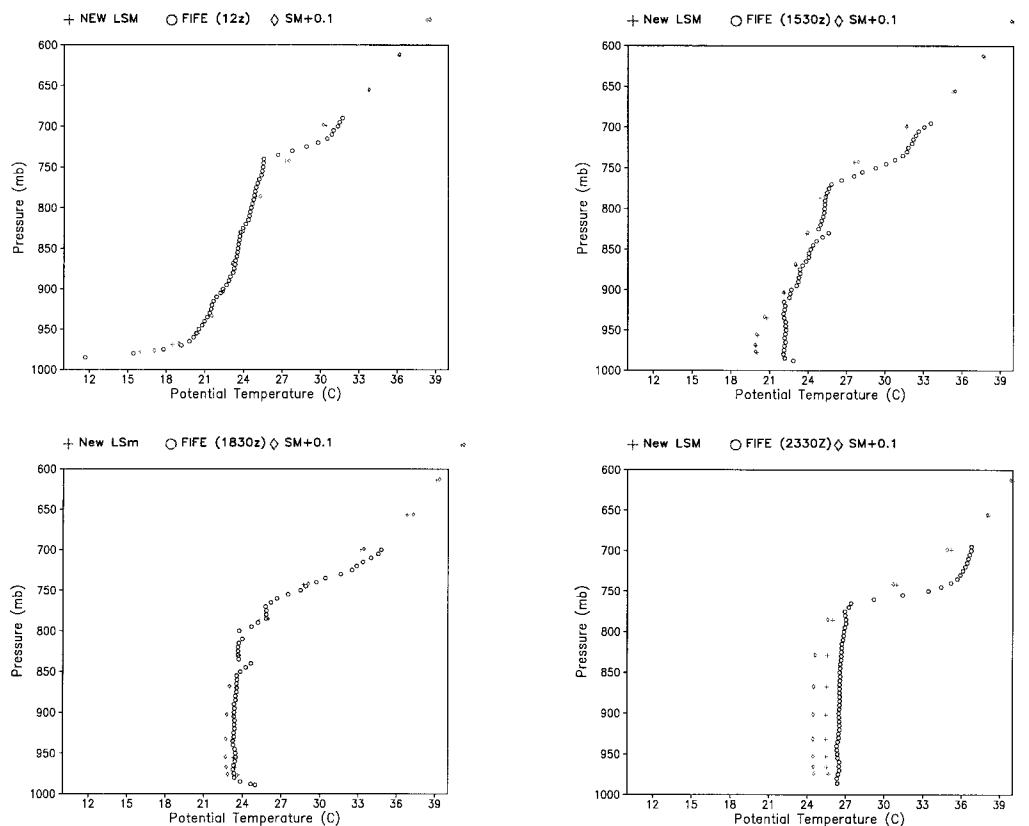 + NEW LSM ○ FIFE (12z) ◇ SM+0.1
600
650
700
750
800
850
900
950
1000
Pressure (mb)
12 15 18 21 24 27 30 33 36 39
Potential Temperature (C)
+ New LSM ○ FIFE (1530z) ◇ SM+0.1
600
650
700
750
800
850
900
950
1000
Pressure (mb)
12 15 18 21 24 27 30 33 36 39
Potential Temperature (C)
+ New LSm ○ FIFE (1830z) ◇ SM+0.1
600
650
700
750
800
850
900
950
1000
Pressure (mb)
12 15 18 21 24 27 30 33 36 39
Potential Temperature (C)
+ New LSM ○ FIFE (2330Z) ◇ SM+0.1
600
650
700
750
800
850
900
950
1000
Pressure (mb)
12 15 18 21 24 27 30 33 36 39
Potential Temperature (C)